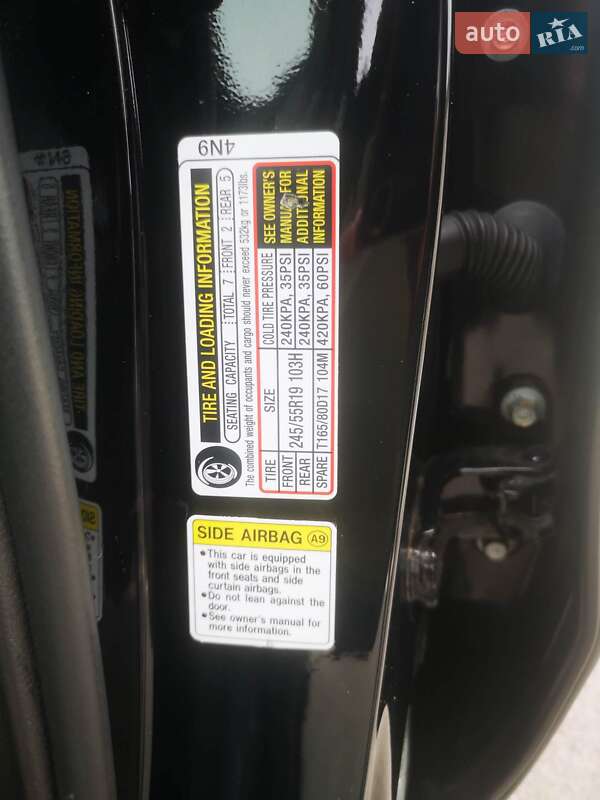 auto RIA.com
4N9
TIRE AND LOADING INFORMATION
SEATING CAPACITY TOTAL 7 FRONT 2 REAR 5
The combined weight of occupants and cargo should never exceed 532kg or 1173lbs.
TIRE SIZE COLD TIRE PRESSURE SEE OWNER'S
FRONT 245/55R19 103H 240KPA, 35PSI MANUAL FOR
REAR 240KPA, 35PSI ADDITIONAL
SPARE T165/80D17 104M 420KPA, 60PSI INFORMATION
SIDE AIRBAG A9
•This car is equipped
with side airbags in the
front seats and side
curtain airbags.
•Do not lean against the
door.
•See owner's manual for
more information.